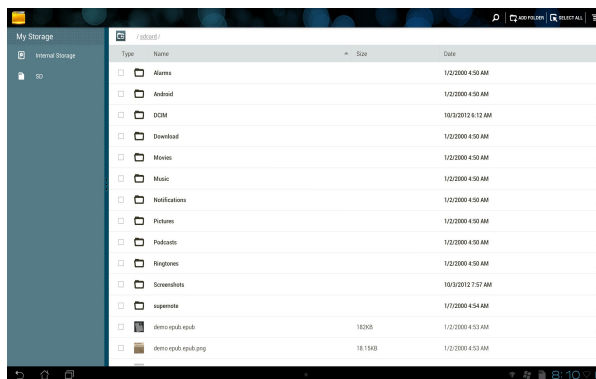 ADD FOLDER SELECT ALL
My Storage / sdcard /
Internal Storage
SD
Type Name Size Date
Alarms 1/2/2000 4:50 AM
Android 1/2/2000 4:50 AM
DCIM 10/3/2012 6:12 AM
Download 1/2/2000 4:50 AM
Movies 1/2/2000 4:50 AM
Music 1/2/2000 4:50 AM
Notifications 1/2/2000 4:50 AM
Pictures 1/2/2000 4:50 AM
Podcasts 1/2/2000 4:50 AM
Ringtones 1/2/2000 4:50 AM
Screenshots 10/3/2012 7:57 AM
supernote 1/7/2000 4:54 AM
demo epub.epub 182KB 1/2/2000 4:53 AM
demo epub.epub.png 18.15KB 1/2/2000 4:53 AM
8:10